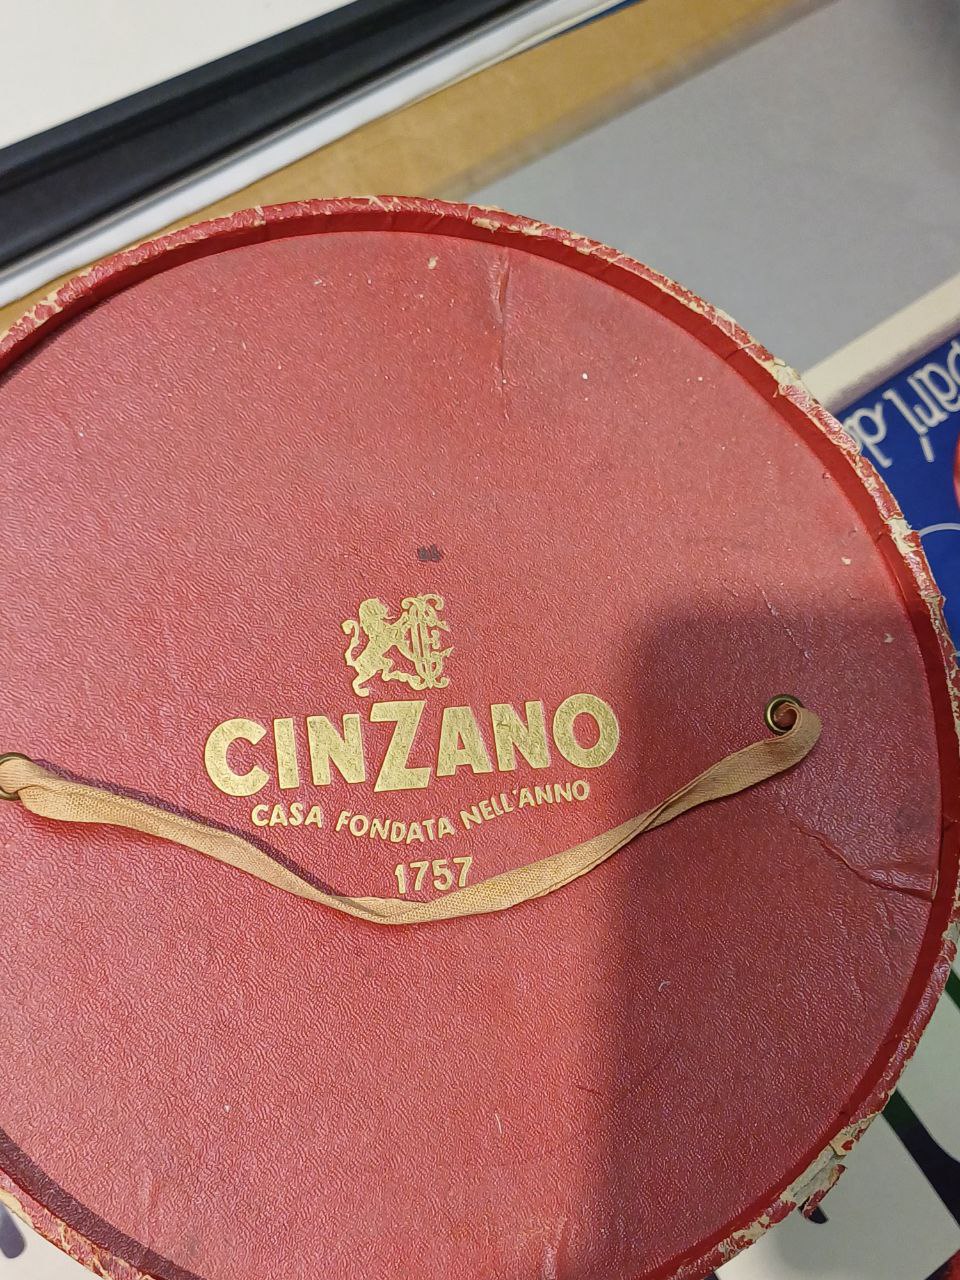 CINZANO
CASA FONDATA NELL'ANNO
1757